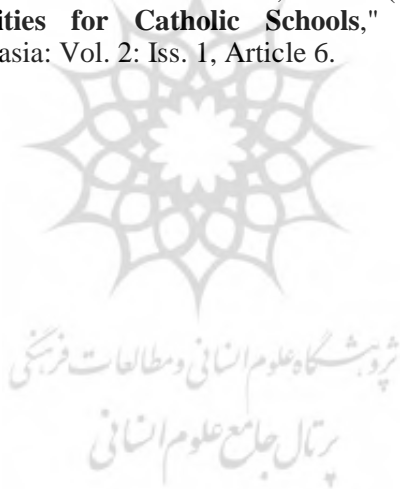 ities for Catholic Schools,"
asia: Vol. 2: Iss. 1, Article 6.
پژوهشگاه علوم انسانی و مطالعات فرهنگی
پرتال جامع علوم انسانی